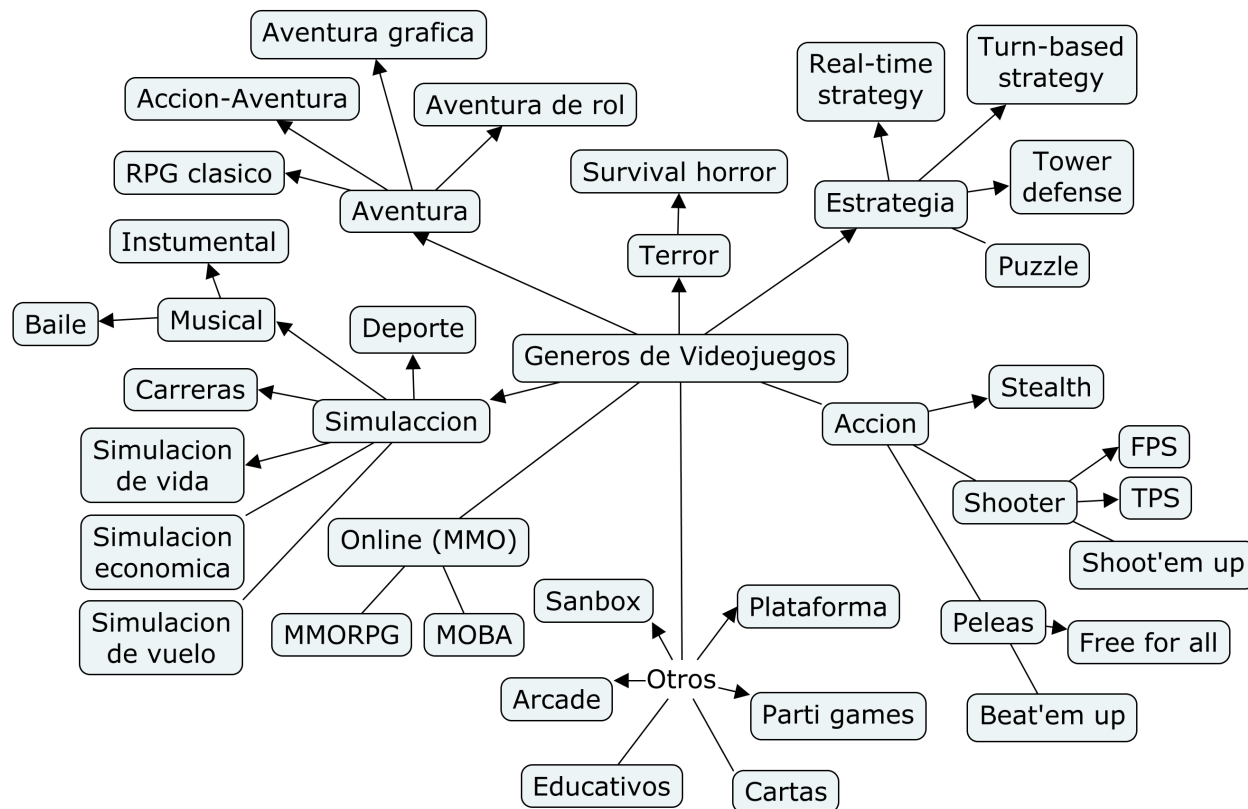 Aventura grafica
Accion-Aventura
Aventura de rol
RPG clasico
Aventura
Instumental
Baile
Musical
Deporte
Carreras
Simulaccion
Simulacion
de vida
Simulacion
economica
Simulacion
de vuelo
Survival horror
Terror
Generos de Videojuegos
Real-time
strategy
Turn-based
strategy
Tower
defense
Estrategia
Puzzle
Stealth
Accion
FPS
Shooter
TPS
Shoot'em up
Peleas
Free for all
Beat'em up
Online (MMO)
MMORPG
MOBA
Sanbox
Plataforma
Otros
Arcade
Parti games
Educativos
Cartas